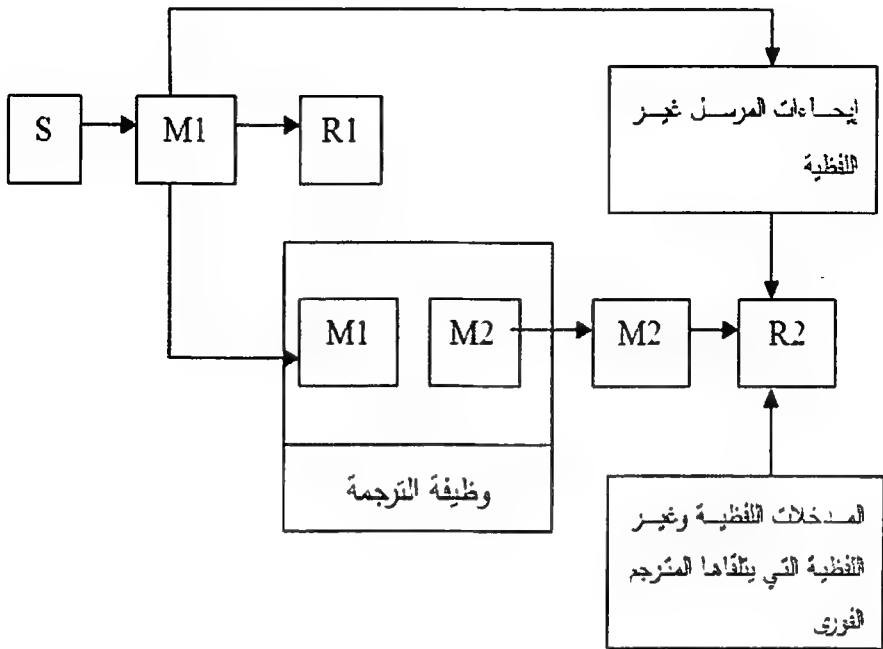 إيحاءات المرسل غير
اللفظية
S
M1
R1
M1
M2
M2
R2
وظيفة الترجمة
المدخلات اللفظية وغير
اللفظية التي يتلقاها المترجم
الفورى